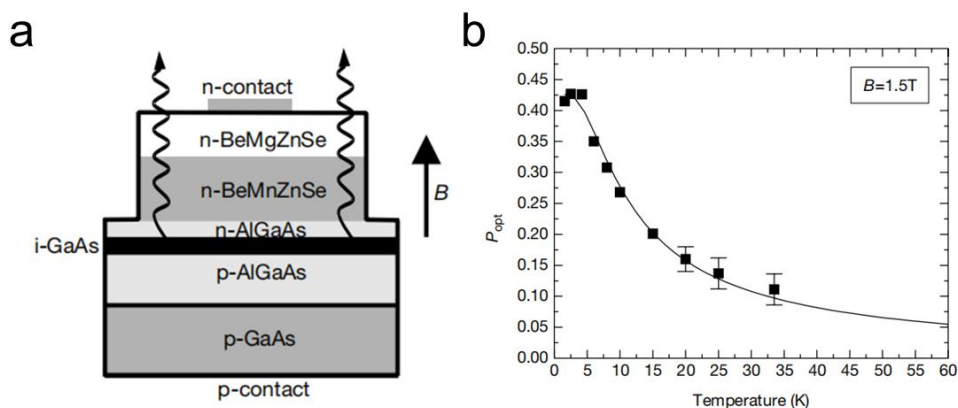 a
n-contact
n-BeMgZnSe
n-BeMnZnSe
B
n-AlGaAs
i-GaAs
p-AlGaAs
p-GaAs
p-contact
b
0.50
0.45
0.40
0.35
0.30
0.25
0.20
0.15
0.10
0.05
0.00
P opt
B=1.5T
0 5 10 15 20 25 30 35 40 45 50 55 60
Temperature (K)